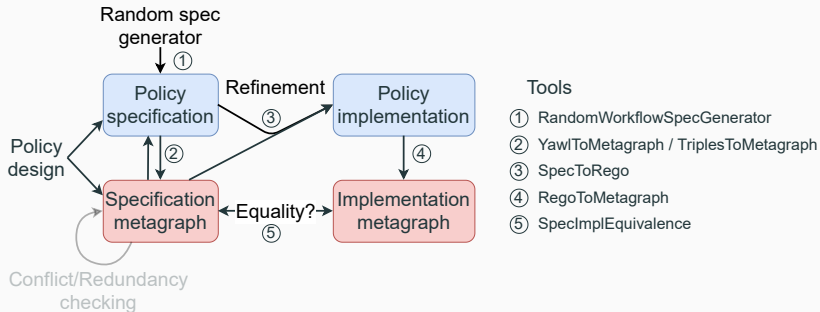 Random spec
generator
①
Policy
specification
Refinement
③
Policy
implementation
Policy
design
②
④
Specification
metagraph
Equality?
⑤
Implementation
metagraph
Conflict/Redundancy
checking
Tools
① RandomWorkflowSpecGenerator
② YawlToMetagraph / TriplesToMetagraph
③ SpecToRego
④ RegoToMetagraph
⑤ SpecImplEquivalence